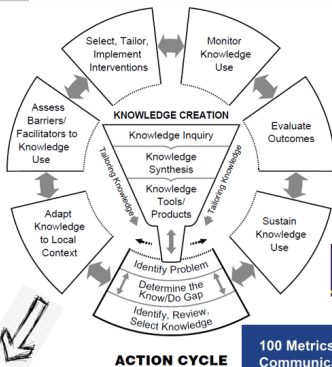 Select, Tailor,
Implement
Interventions
Monitor
Knowledge
Use
Assess
Barriers/
Facilitators to
Knowledge
Use
Evaluate
Outcomes
Adapt
Knowledge
to Local
Context
Sustain
Knowledge
Use
KNOWLEDGE CREATION
Knowledge Inquiry
Knowledge
Synthesis
Knowledge
Tools/
Products
Tailoring Knowledge
Tailoring Knowledge
Identify Problem
Determine the
Know/Do Gap
Identify, Review,
Select Knowledge
ACTION CYCLE
100 Metrics